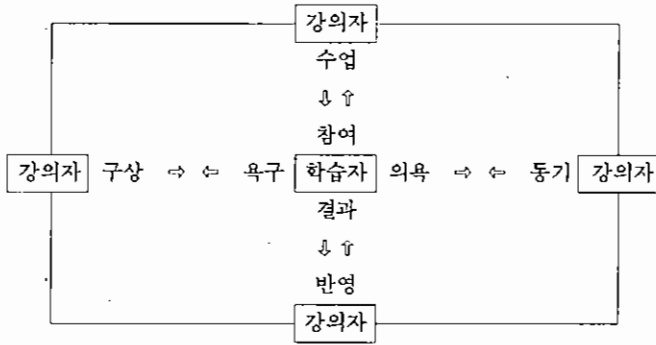 강의자
수업
⇩ ⇧
참여
강의자 구상 ⇨ ⇦ 욕구 학습자 의욕 ⇨ ⇦ 동기 강의자
결과
⇩ ⇧
반영
강의자